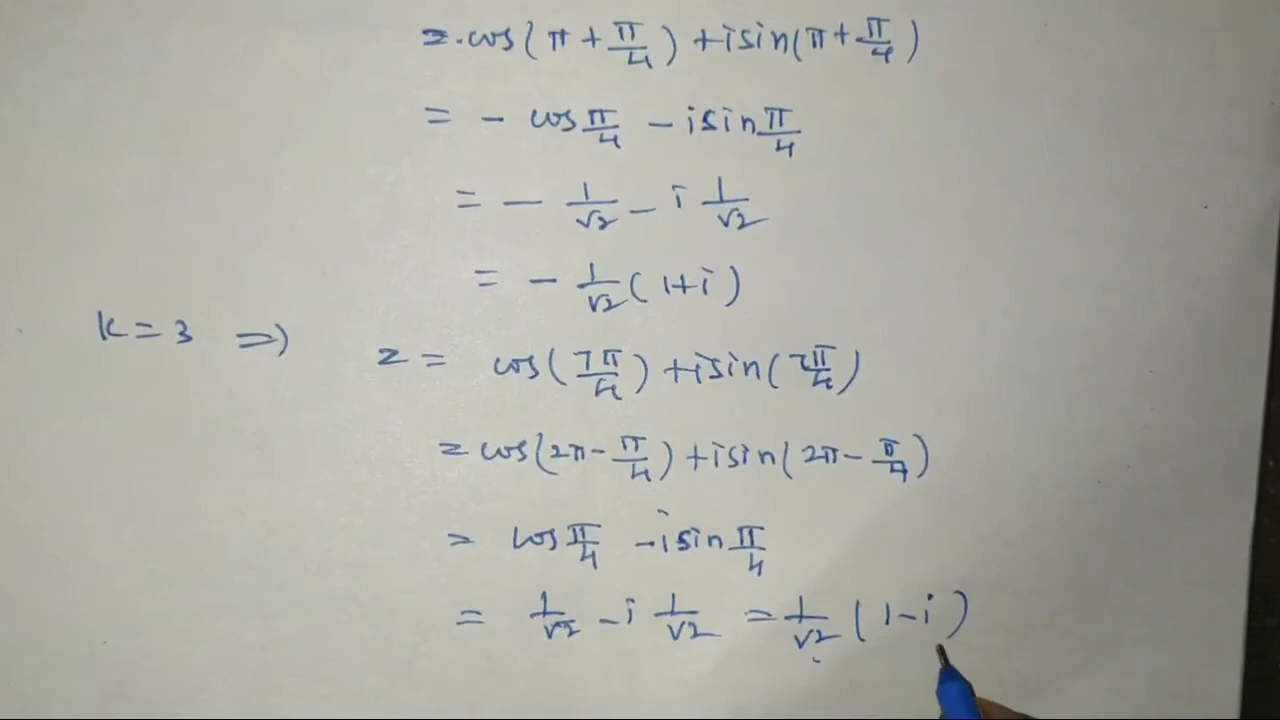 = cos(π + π/4) + i sin(π + π/4)
= - cos π/4 - i sin π/4
= - 1/√2 - i 1/√2
= - 1/√2 (1+i)
K = 3 ⇒ z = cos(7π/4) + i sin(7π/4)
= cos(2π - π/4) + i sin(2π - π/4)
= cos π/4 - i sin π/4
= 1/√2 - i 1/√2 = 1/√2 (1-i)